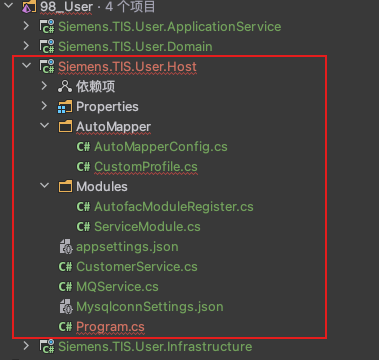 98_User · 4 个项目
Siemens.TIS.User.ApplicationService
Siemens.TIS.User.Domain
Siemens.TIS.User.Host
依赖项
Properties
AutoMapper
C# AutoMapperConfig.cs
C# CustomProfile.cs
Modules
C# AutofacModuleRegister.cs
C# ServiceModule.cs
appsettings.json
C# CustomerService.cs
C# MQService.cs
MysqlconnSettings.json
C# Program.cs
Siemens.TIS.User.Infrastructure